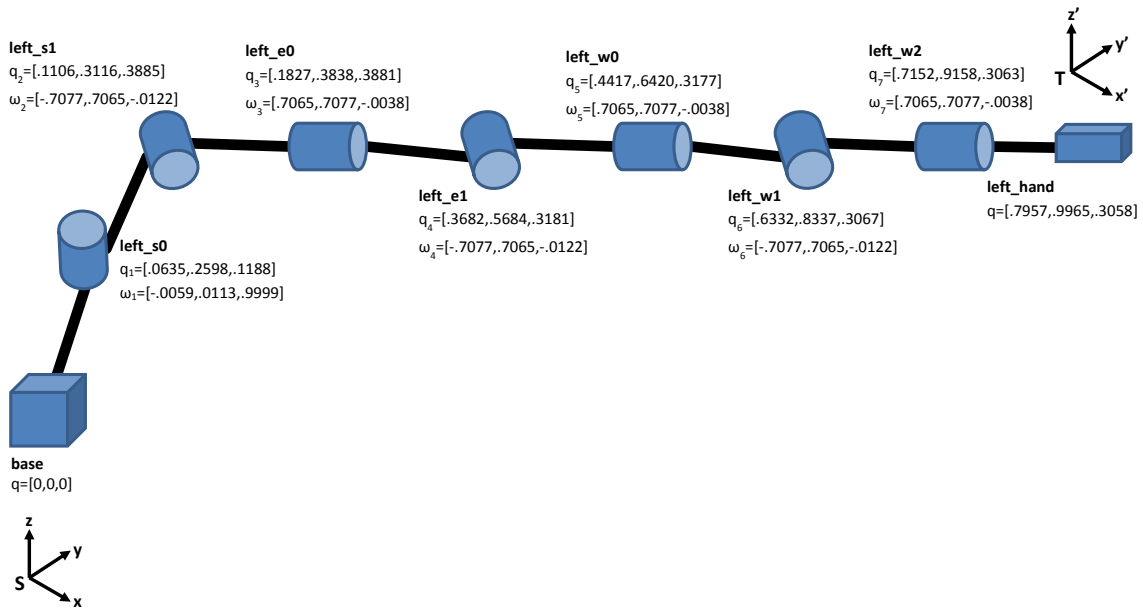 left_s1
q₂=[.1106,.3116,.3885]
ω₂=[-.7077,.7065,-.0122]
left_e0
q₃=[.1827,.3838,.3881]
ω₃=[.7065,.7077,-.0038]
left_w0
q₅=[.4417,.6420,.3177]
ω₅=[.7065,.7077,-.0038]
left_w2
q₇=[.7152,.9158,.3063]
ω₇=[.7065,.7077,-.0038]
z’
y’
T
x’
left_s0
q₁=[.0635,.2598,.1188]
ω₁=[-.0059,.0113,.9999]
left_e1
q₄=[.3682,.5684,.3181]
ω₄=[-.7077,.7065,-.0122]
left_w1
q₆=[.6332,.8337,.3067]
ω₆=[-.7077,.7065,-.0122]
left_hand
q=[.7957,.9965,.3058]
base
q=[0,0,0]
z
y
S
x